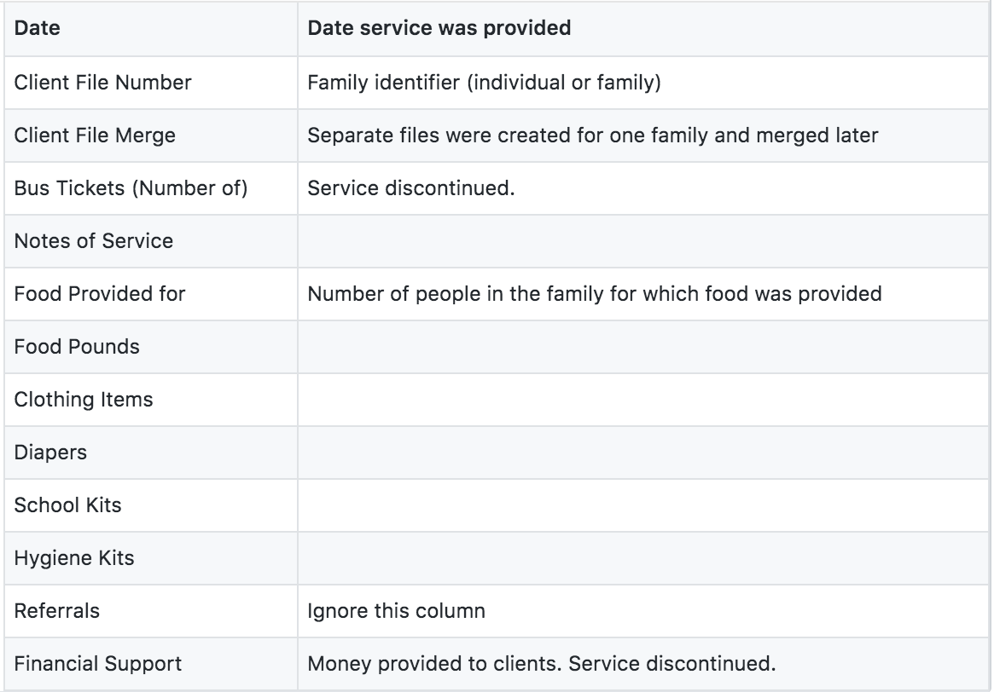 Date Date service was provided
Client File Number Family identifier (individual or family)
Client File Merge Separate files were created for one family and merged later
Bus Tickets (Number of) Service discontinued.
Notes of Service
Food Provided for Number of people in the family for which food was provided
Food Pounds
Clothing Items
Diapers
School Kits
Hygiene Kits
Referrals Ignore this column
Financial Support Money provided to clients. Service discontinued.